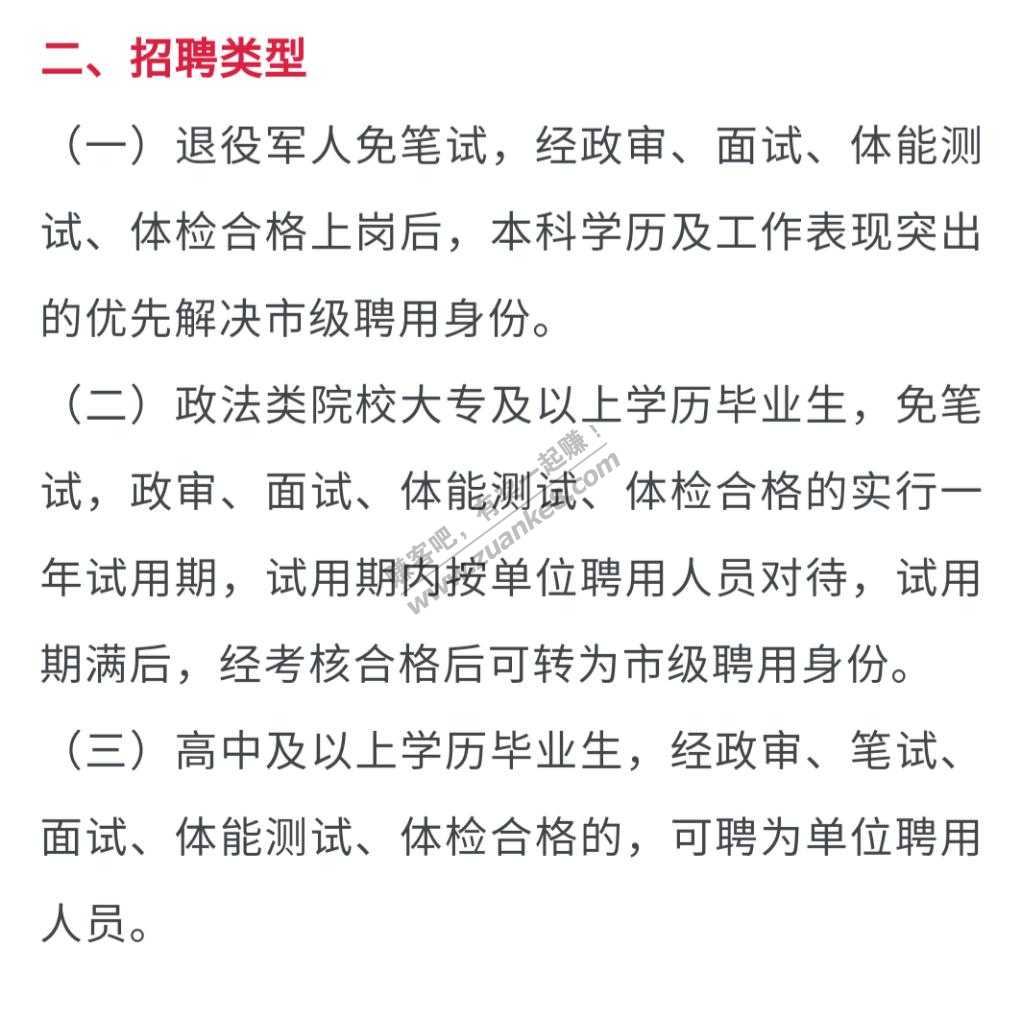 二、招聘类型
（一）退役军人免笔试，经政审、面试、体能测
试、体检合格上岗后，本科学历及工作表现突出
的优先解决市级聘用身份。
（二）政法类院校大专及以上学历毕业生，免笔
试，政审、面试、体能测试、体检合格的实行一
年试用期，试用期内按单位聘用人员对待，试用
期满后，经考核合格后可转为市级聘用身份。
（三）高中及以上学历毕业生，经政审、笔试、
面试、体能测试、体检合格的，可聘为单位聘用
人员。
赚客吧，有奖一起赚！
www.zuanke8.com